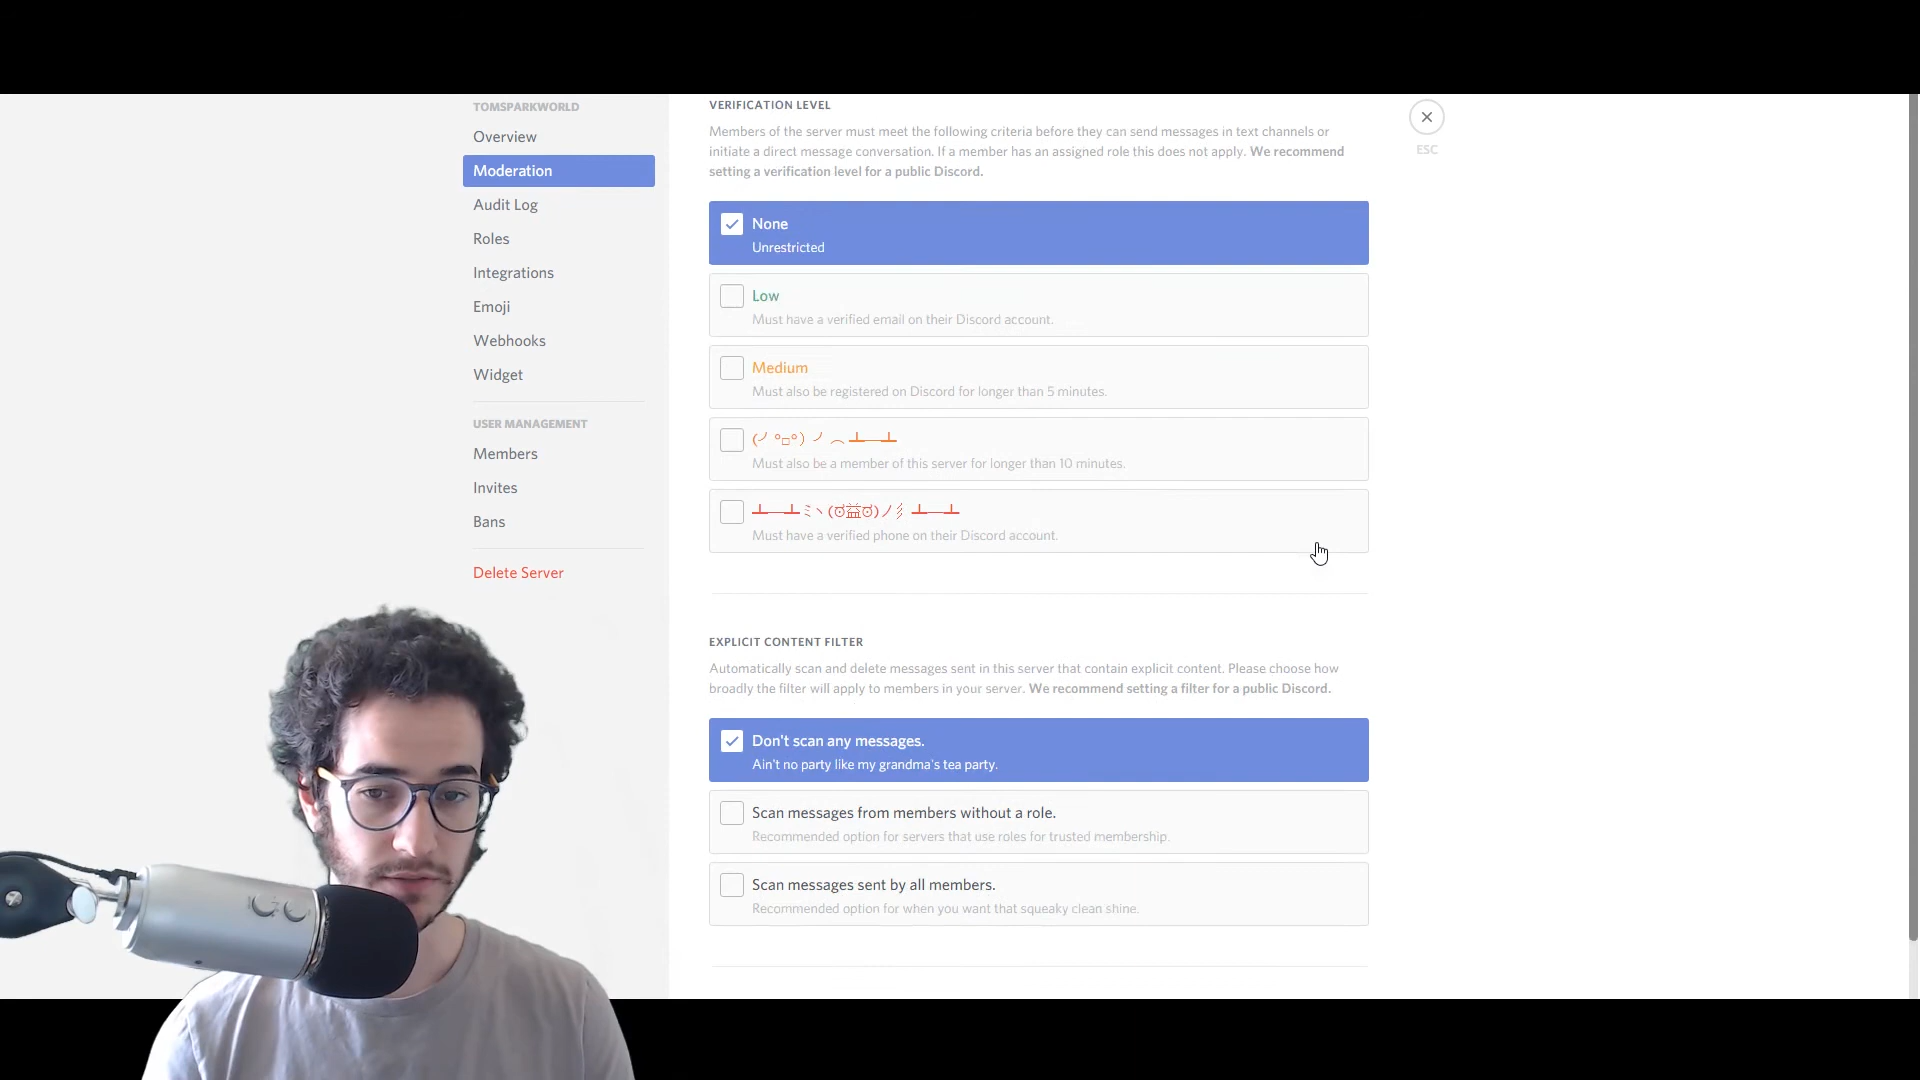 TOMSPARKWORLD
Overview
Moderation
Audit Log
Roles
Integrations
Emoji
Webhooks
Widget
USER MANAGEMENT
Members
Invites
Bans
Delete Server
VERIFICATION LEVEL
Members of the server must meet the following criteria before they can send messages in text channels or
initiate a direct message conversation. If a member has an assigned role this does not apply. We recommend
setting a verification level for a public Discord.
None
Unrestricted
Low
Must have a verified email on their Discord account.
Medium
Must also be registered on Discord for longer than 5 minutes.
(╯°□°）╯︵ ┻━┻
Must also be a member of this server for longer than 10 minutes.
┻━┻ミヽ(ಠ益ಠ)ノ彡┻━┻
Must have a verified phone on their Discord account.
EXPLICIT CONTENT FILTER
Automatically scan and delete messages sent in this server that contain explicit content. Please choose how
broadly the filter will apply to members in your server. We recommend setting a filter for a public Discord.
Don't scan any messages.
Ain't no party like my grandma's tea party.
Scan messages from members without a role.
Recommended option for servers that use roles for trusted membership.
Scan messages sent by all members.
Recommended option for when you want that squeaky clean shine.
ESC